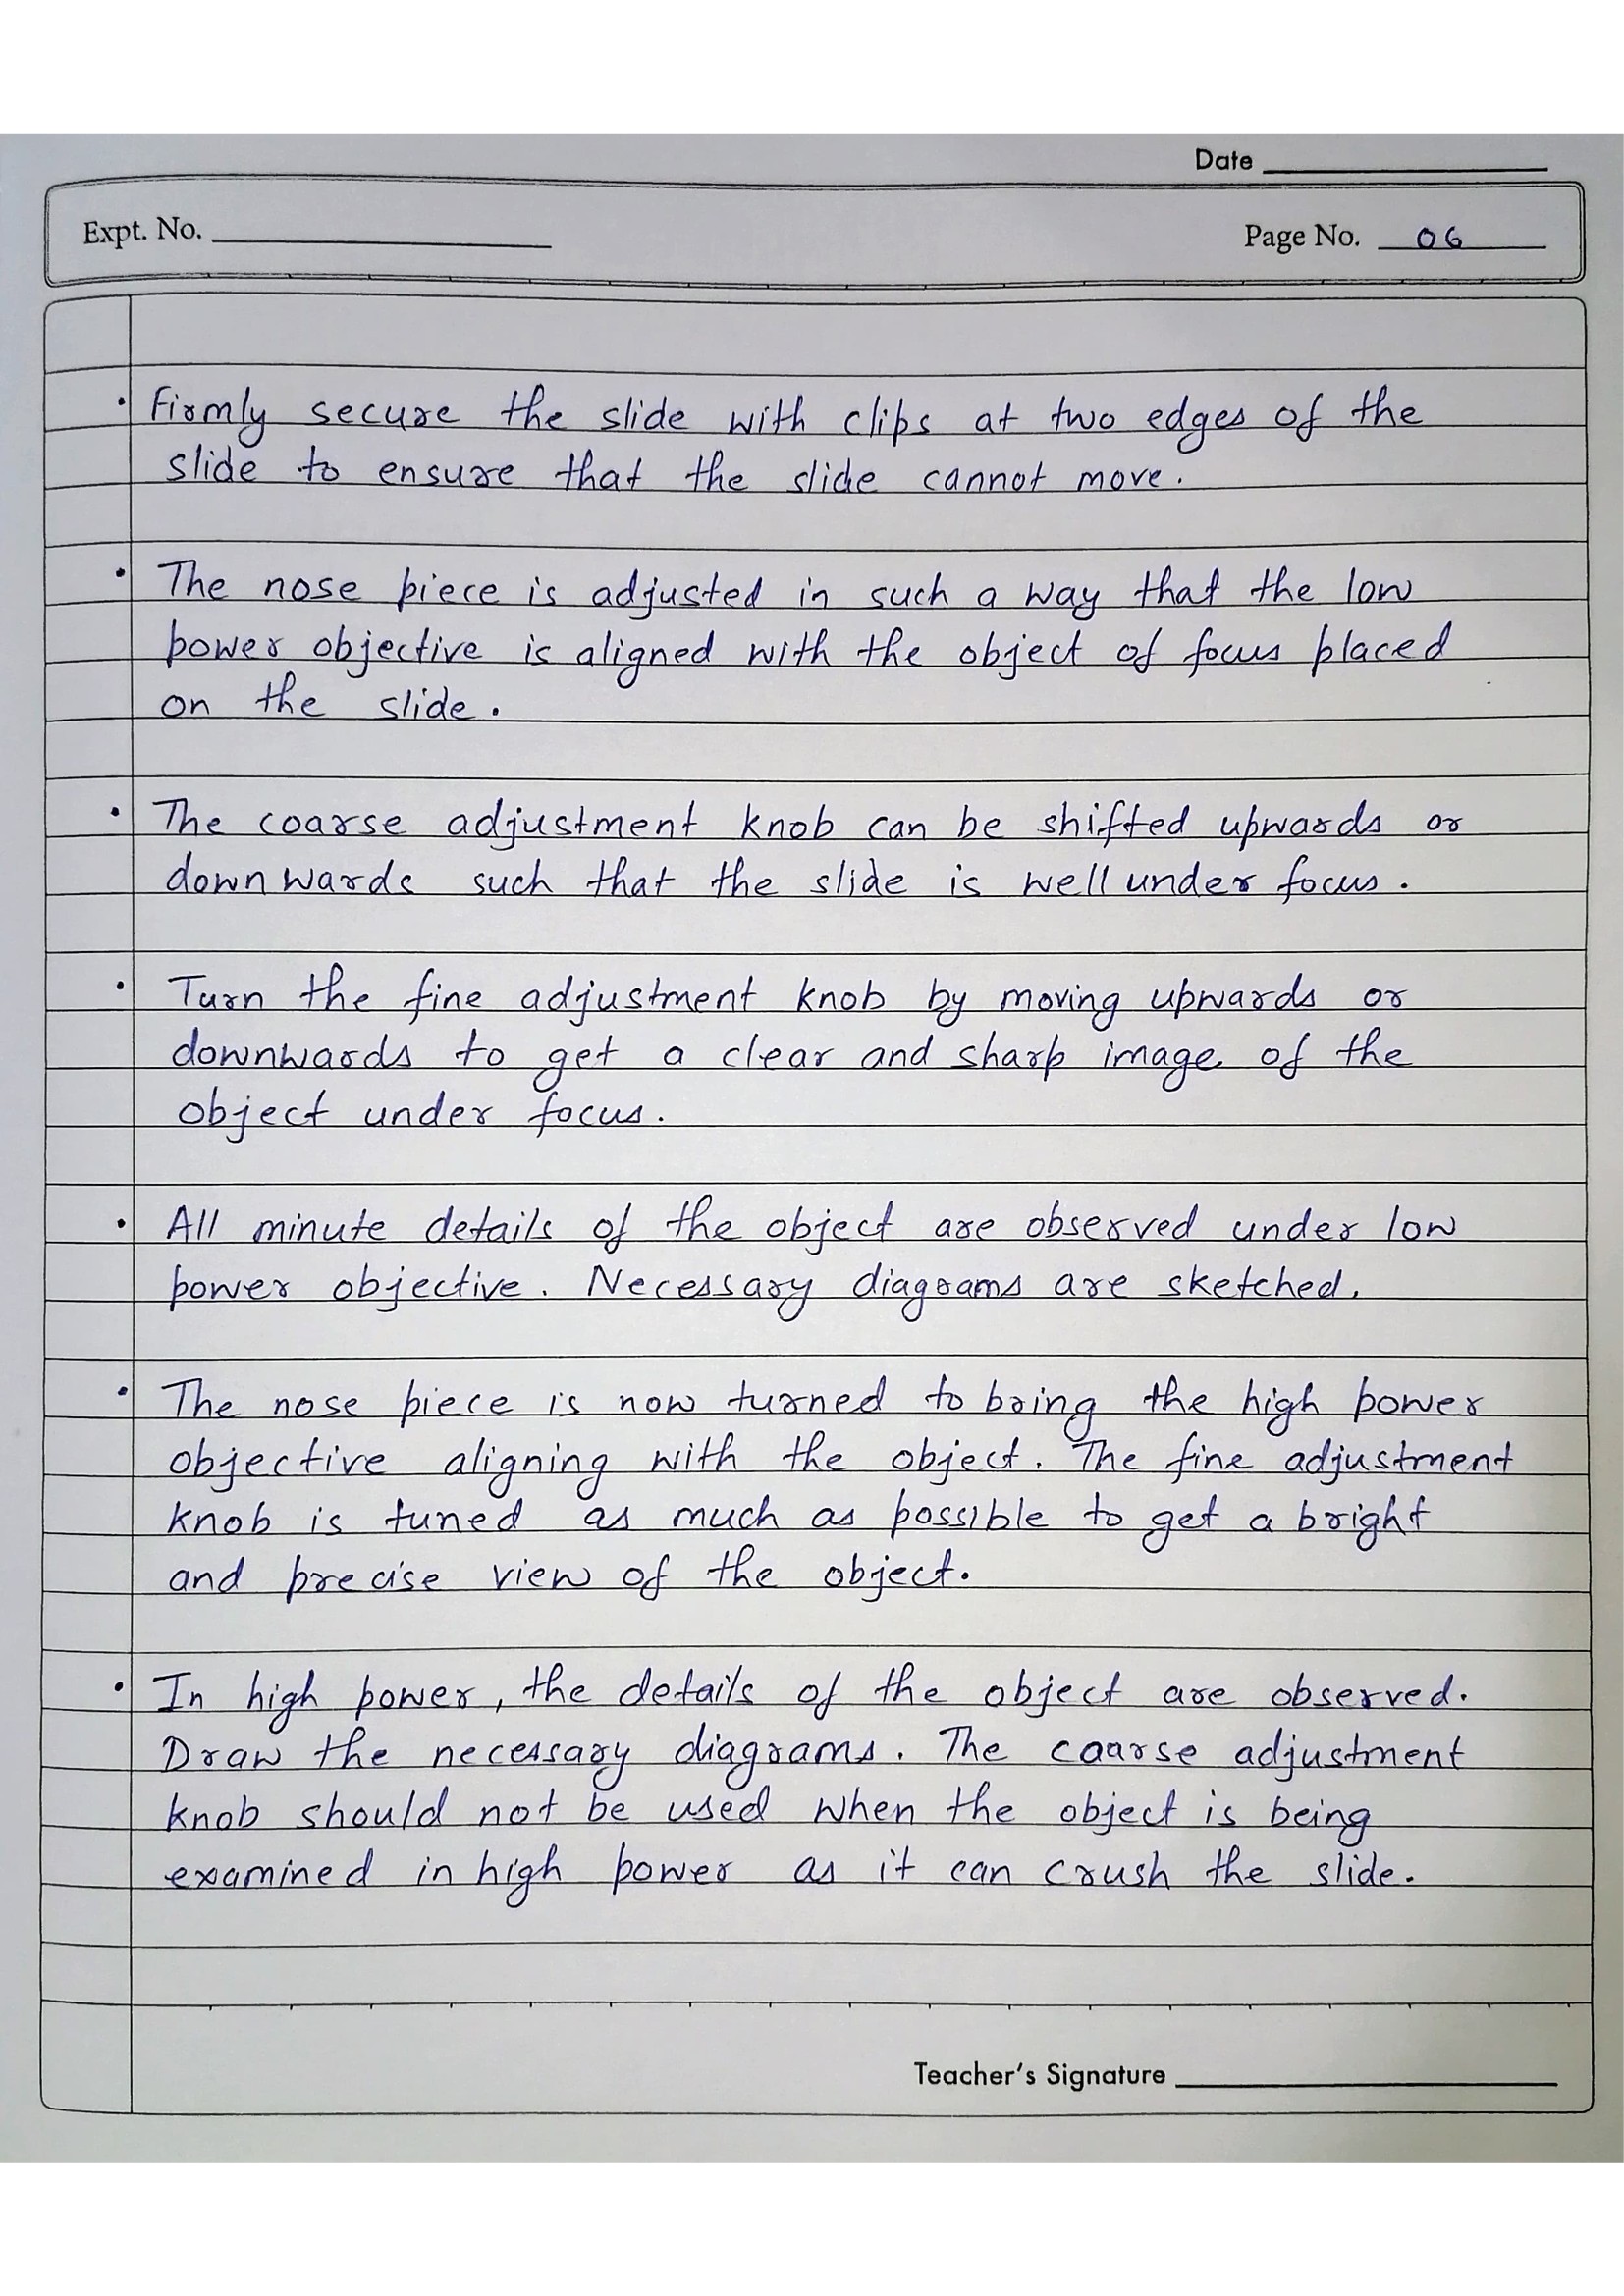 Date
Expt. No.
Page No. 06
• Firmly secure the slide with clips at two edges of the
slide to ensure that the slide cannot move.
• The nose piece is adjusted in such a way that the low
power objective is aligned with the object of focus placed
on the slide.
• The coarse adjustment knob can be shifted upwards or
downwards such that the slide is well under focus.
• Turn the fine adjustment knob by moving upwards or
downwards to get a clear and sharp image of the
object under focus.
• All minute details of the object are observed under low
power objective. Necessary diagrams are sketched.
• The nose piece is now turned to bring the high power
objective aligning with the object. The fine adjustment
knob is tuned as much as possible to get a bright
and precise view of the object.
• In high power, the details of the object are observed.
Draw the necessary diagrams. The coarse adjustment
knob should not be used when the object is being
examined in high power as it can crush the slide.
Teacher's Signature